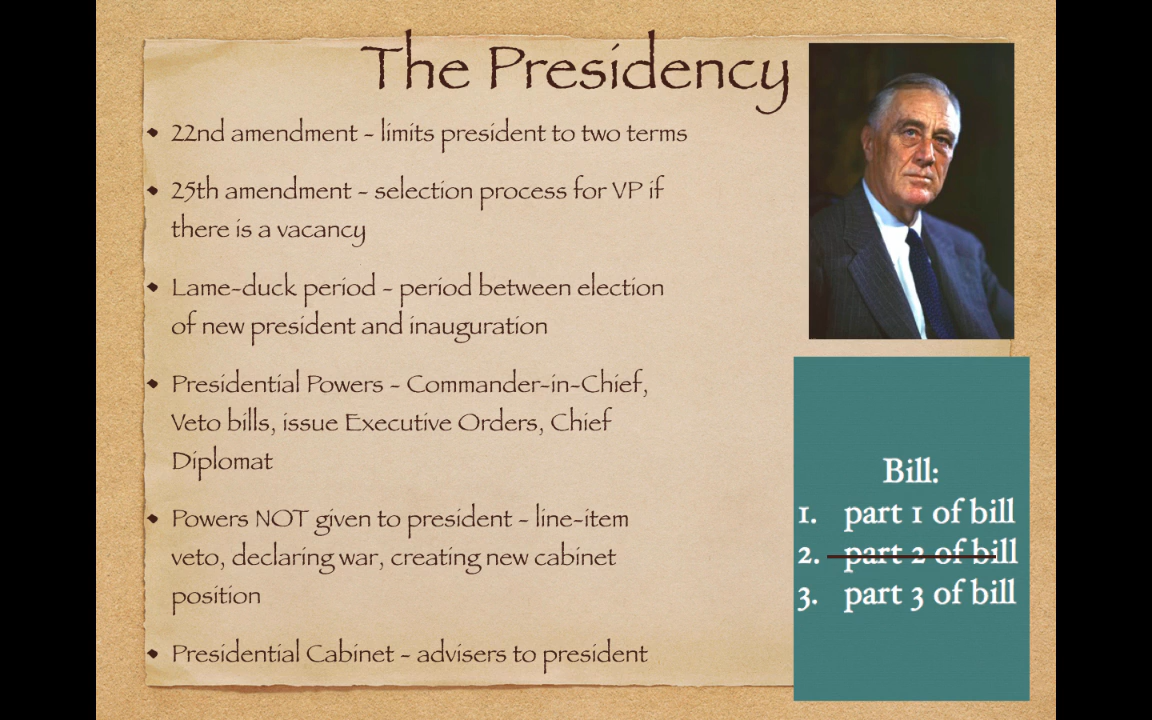 The Presidency
• 22nd amendment - limits president to two terms
• 25th amendment - selection process for VP if
there is a vacancy
• Lame-duck period - period between election
of new president and inauguration
• Presidential Powers - Commander-in-Chief,
Veto bills, issue Executive Orders, Chief
Diplomat
• Powers NOT given to president - line-item
veto, declaring war, creating new cabinet
position
• Presidential Cabinet - advisers to president
Bill:
1. part 1 of bill
2. part 2 of bill
3. part 3 of bill